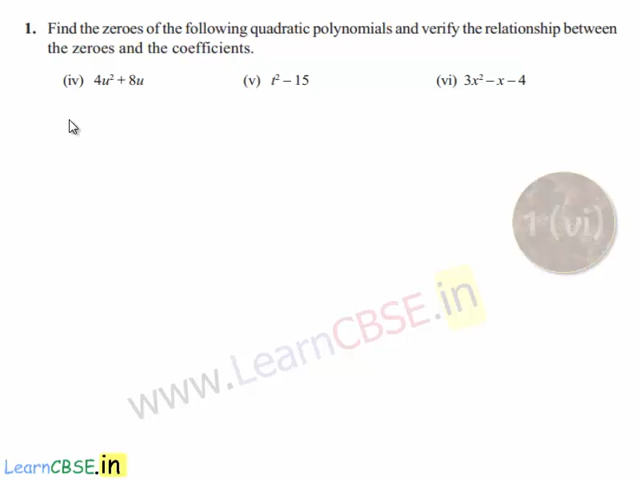 1. Find the zeroes of the following quadratic polynomials and verify the relationship between
the zeroes and the coefficients.
(iv) 4u² + 8u (v) t² – 15 (vi) 3x² – x – 4
1 (vi)
www.LearnCBSE.in
LearnCBSE.in